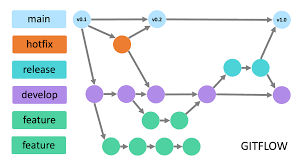 main
v0.1
v0.2
v1.0
hotfix
release
develop
feature
feature
GITFLOW